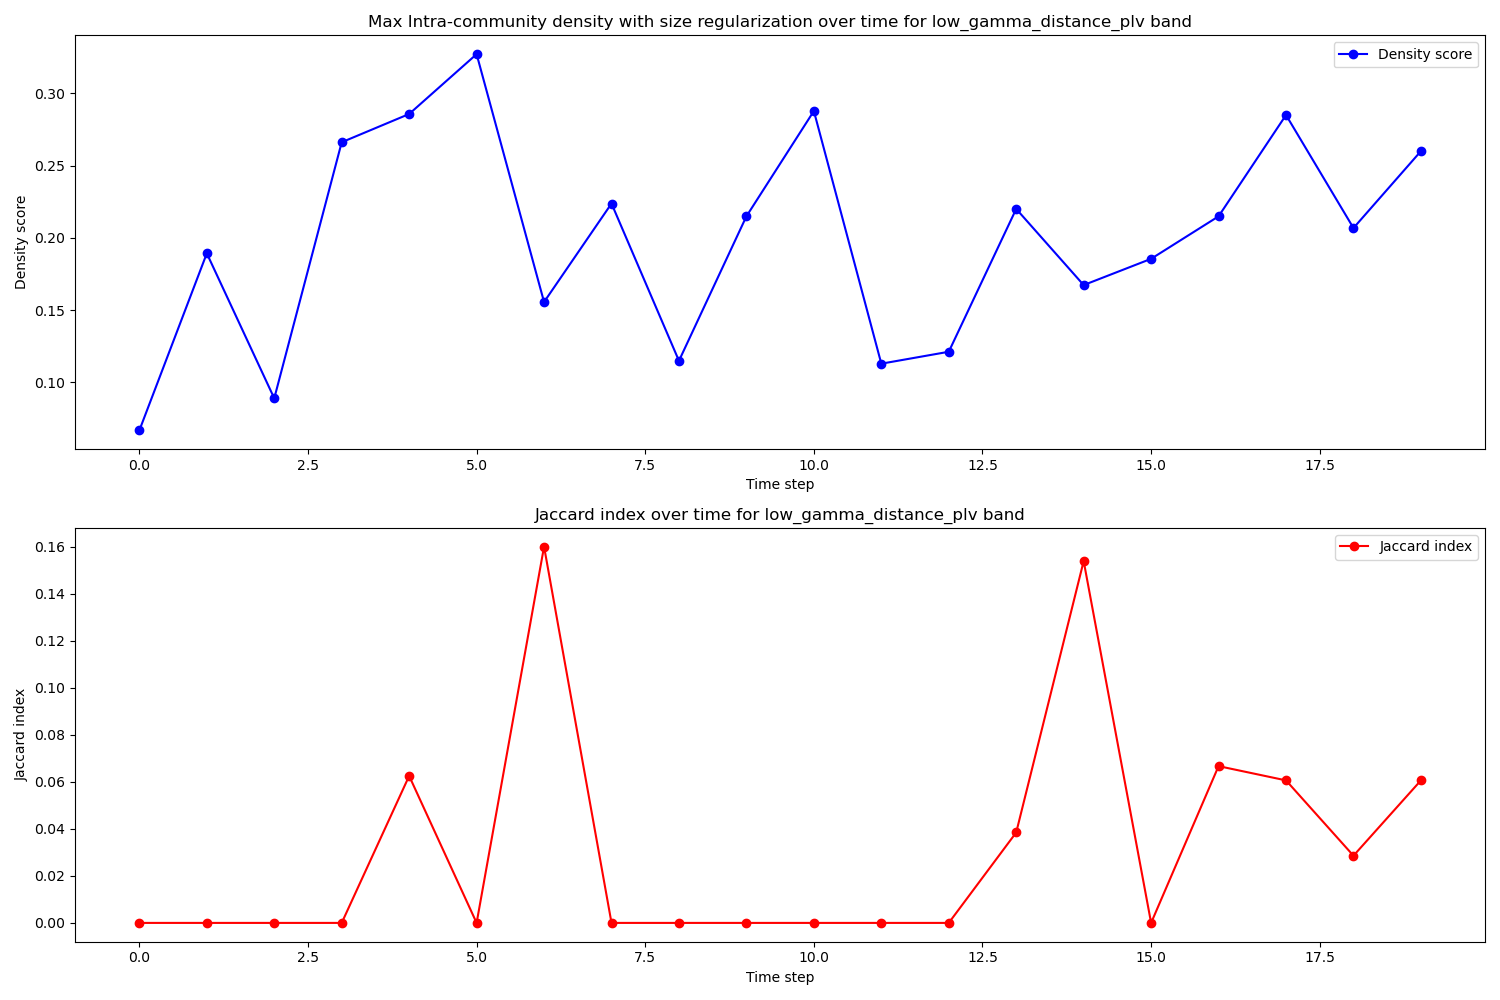 Max Intra-community density with size regularization over time for low_gamma_distance_plv band
Density score
0.30
0.25
0.20
0.15
0.10
Density score
0.0 2.5 5.0 7.5 10.0 12.5 15.0 17.5
Time step
Jaccard index over time for low_gamma_distance_plv band
Jaccard index
0.16
0.14
0.12
0.10
0.08
0.06
0.04
0.02
0.00
Jaccard index
0.0 2.5 5.0 7.5 10.0 12.5 15.0 17.5
Time step